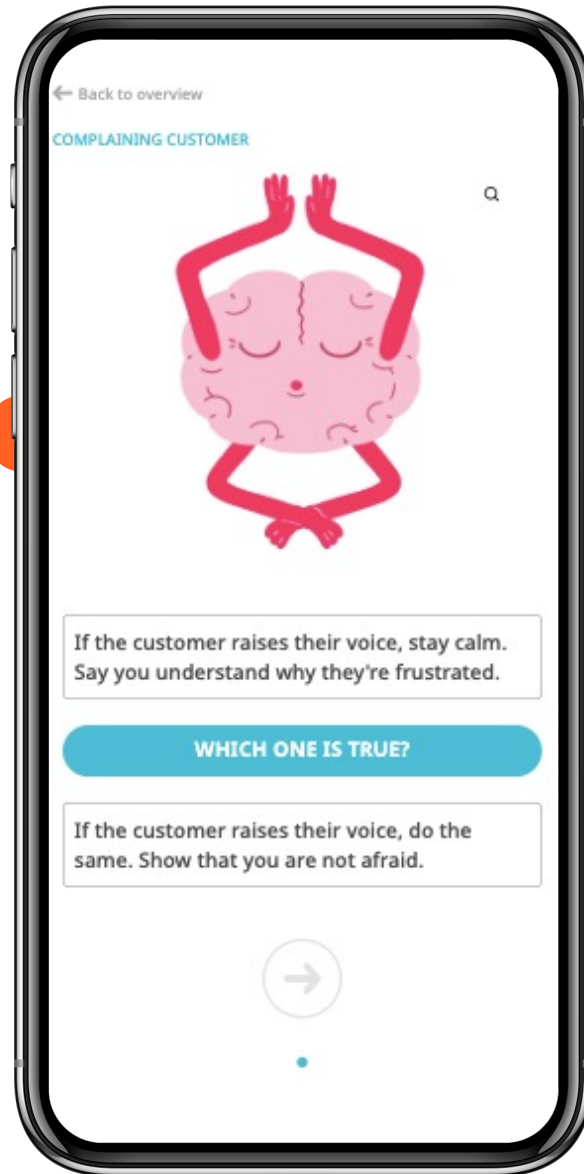 Back to overview
COMPLAINING CUSTOMER
If the customer raises their voice, stay calm.
Say you understand why they're frustrated.
WHICH ONE IS TRUE?
If the customer raises their voice, do the
same. Show that you are not afraid.